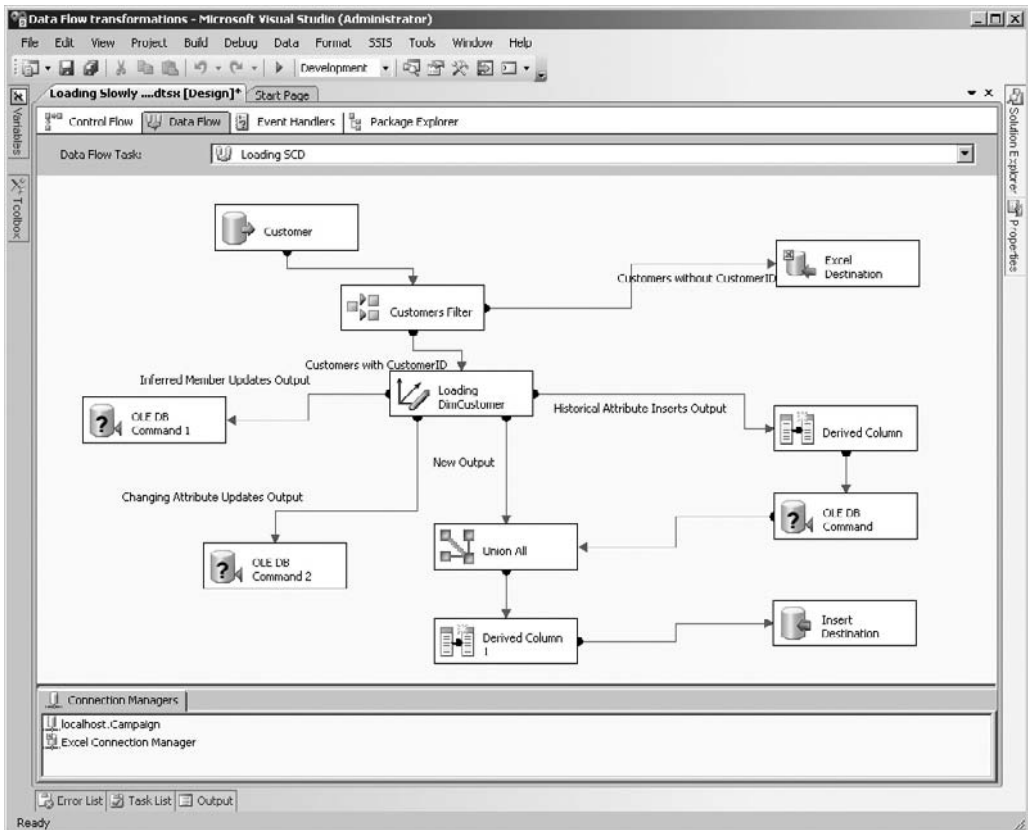 Data Flow transformations - Microsoft Visual Studio (Administrator)
File Edit View Project Build Debug Data Format SSIS Tools Window Help
Development
Loading Slowly ....dtsx [Design]* Start Page
Control Flow Data Flow Event Handlers Package Explorer
Data Flow Task: Loading SCD
Variables
Toolbox
Solution Explorer
Properties
Customer
Excel
Destination
Customers without CustomerID
Customers Filter
Customers with CustomerID
Inferred Member Updates Output
Loading
DimCustomer
Historical Attribute Inserts Output
OLE DB
Command 1
Derived Column
New Output
Changing Attribute Updates Output
OLE DB
Command
Union All
OLE DB
Command 2
Insert
Destination
Derived Column
1
Connection Managers
localhost.Campaign
Excel Connection Manager
Error List Task List Output
Ready